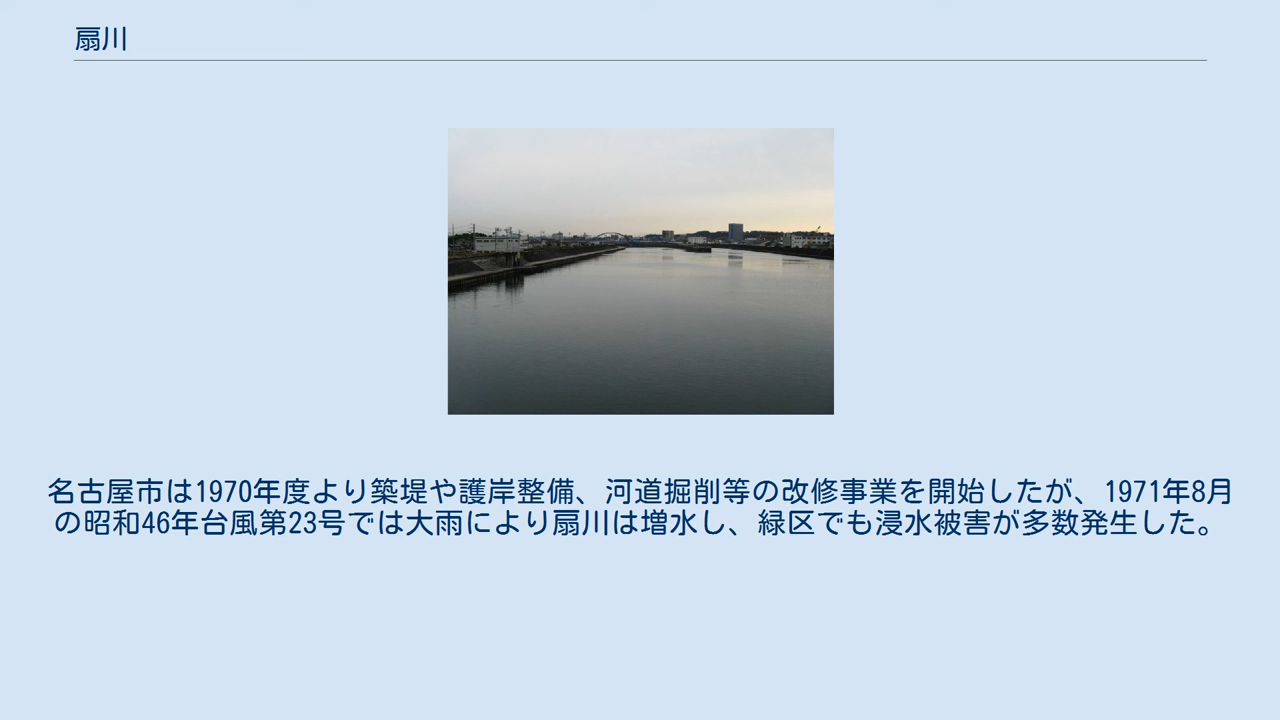 扇川
名古屋市は1970年度より築堤や護岸整備、河道掘削等の改修事業を開始したが、1971年8月
の昭和46年台風第23号では大雨により扇川は増水し、緑区でも浸水被害が多数発生した。